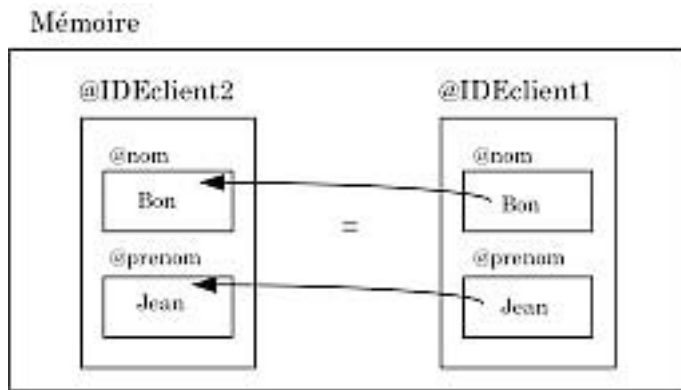 Mémoire
@IDEclient2 @IDEclient1
@nom @nom
Bon Bon
=
@prenom @prenom
Jean Jean